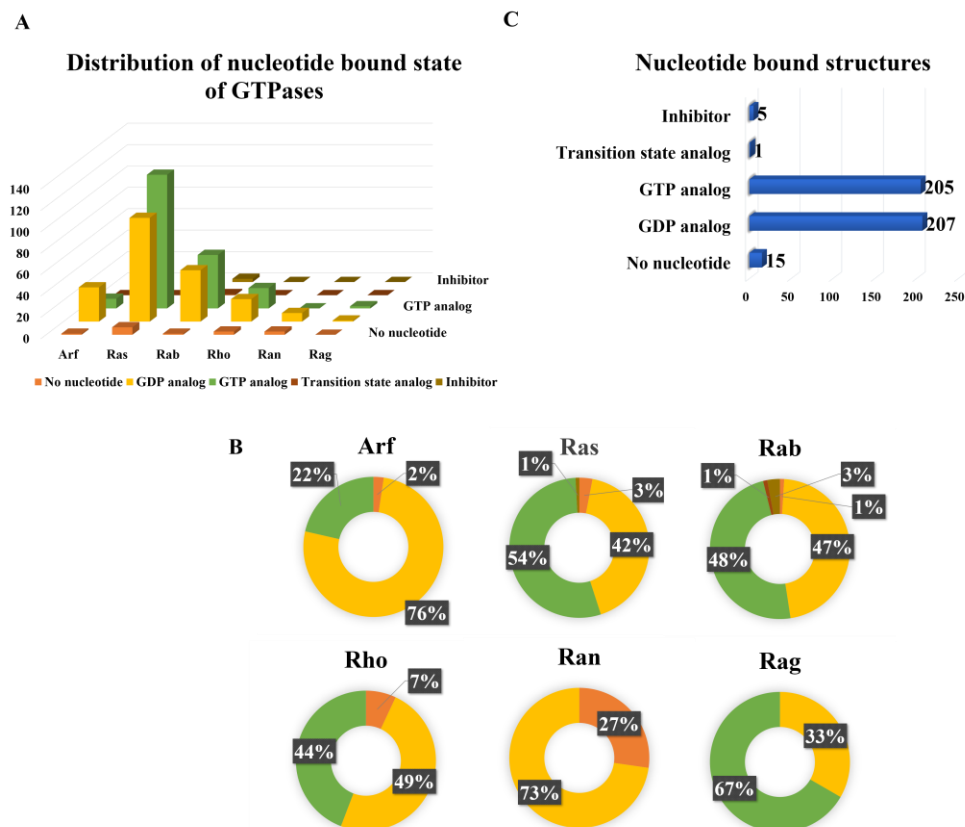 A
Distribution of nucleotide bound state
of GTPases
140
120
100
80
60
40
20
0
Inhibitor
GTP analog
No nucleotide
Arf Ras Rab Rho Ran Rag
No nucleotide GDP analog GTP analog Transition state analog Inhibitor
C
Nucleotide bound structures
Inhibitor 5
Transition state analog 1
GTP analog 205
GDP analog 207
No nucleotide 15
0 50 100 150 200 250
B
Arf
22% 2%
76%
Ras
1% 3%
54% 42%
Rab
1% 3%
1%
48% 47%
Rho
7%
44% 49%
Ran
27%
73%
Rag
33%
67%